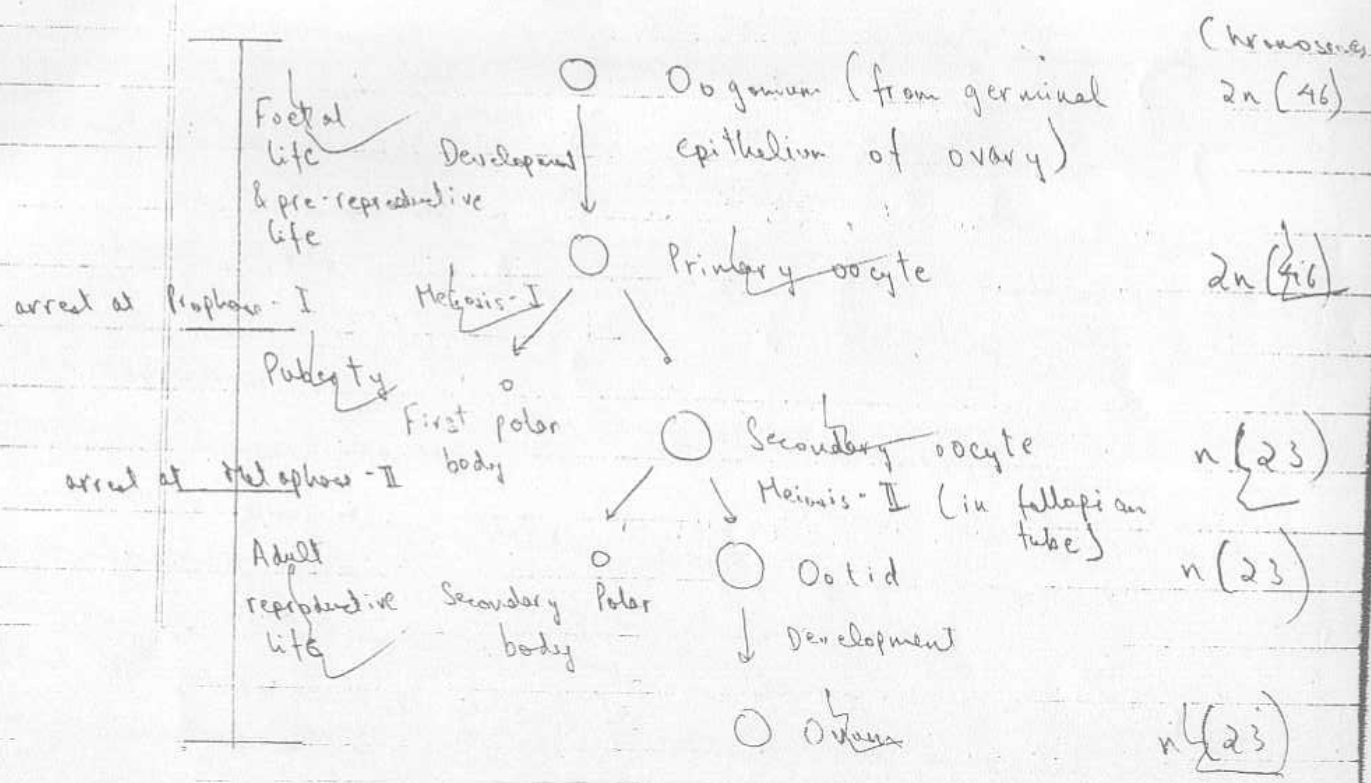 Chromosomes
Oogonium (from germinal
2n (46)
epithelium of ovary)
Foetal
life
& pre-reproductive
life
Development
Primary oocyte
2n (46)
arrest at Prophase-I
Meiosis-I
Puberty
First polar
body
Secondary oocyte
n (23)
arrest at Metaphase-II
Meiosis-II (in fallopian
tube)
Adult
reproductive
life
Secondary Polar
body
Ootid
n (23)
Development
Ovum
n (23)